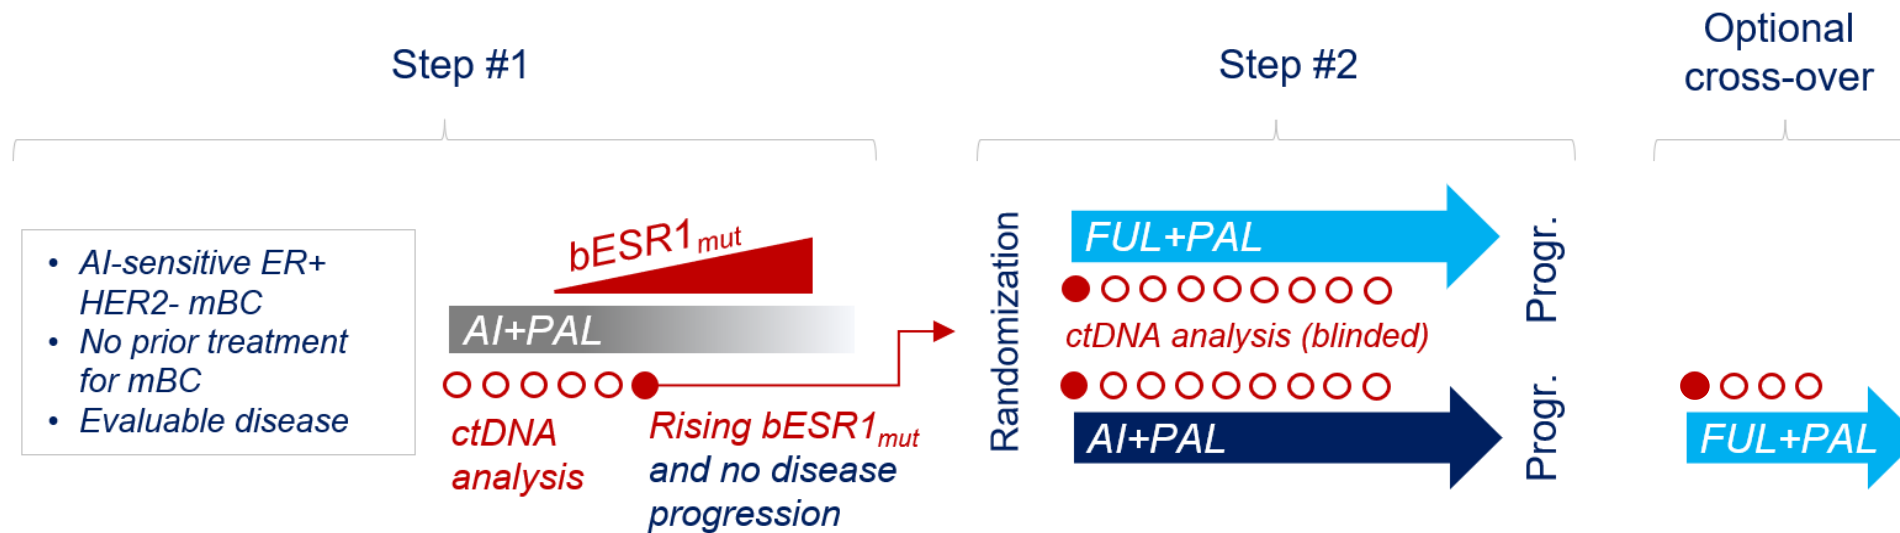 Step #1
Step #2
Optional
cross-over
• AI-sensitive ER+
HER2- mBC
• No prior treatment
for mBC
• Evaluable disease
bESR1mut
AI+PAL
ctDNA
analysis
Rising bESR1mut
and no disease
progression
Randomization
FUL+PAL
ctDNA analysis (blinded)
AI+PAL
Progr.
Progr.
FUL+PAL